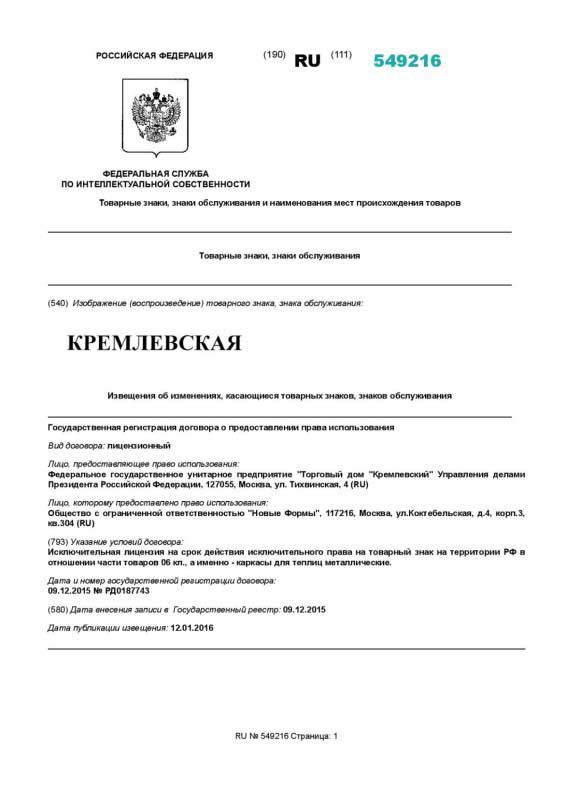 РОССИЙСКАЯ ФЕДЕРАЦИЯ
(190) RU (111) 549216
ФЕДЕРАЛЬНАЯ СЛУЖБА
ПО ИНТЕЛЛЕКТУАЛЬНОЙ СОБСТВЕННОСТИ
Товарные знаки, знаки обслуживания и наименования мест происхождения товаров
Товарные знаки, знаки обслуживания
(540) Изображение (воспроизведение) товарного знака, знака обслуживания:
КРЕМЛЕВСКАЯ
Извещения об изменениях, касающиеся товарных знаков, знаков обслуживания
Государственная регистрация договора о предоставлении права использования
Вид договора: лицензионный
Лицо, предоставляющее право использования:
Федеральное государственное унитарное предприятие "Торговый дом "Кремлевский" Управления делами
Президента Российской Федерации, 127055, Москва, ул. Тихвинская, 4 (RU)
Лицо, которому предоставлено право использования:
Общество с ограниченной ответственностью "Новые Формы", 117216, Москва, ул.Коктебельская, д.4, корп.3,
кв.304 (RU)
(793) Указание условий договора:
Исключительная лицензия на срок действия исключительного права на товарный знак на территории РФ в
отношении части товаров 06 кл., а именно - каркасы для теплиц металлические.
Дата и номер государственной регистрации договора:
09.12.2015 № РД0187743
(580) Дата внесения записи в Государственный реестр: 09.12.2015
Дата публикации извещения: 12.01.2016
RU № 549216 Страница: 1